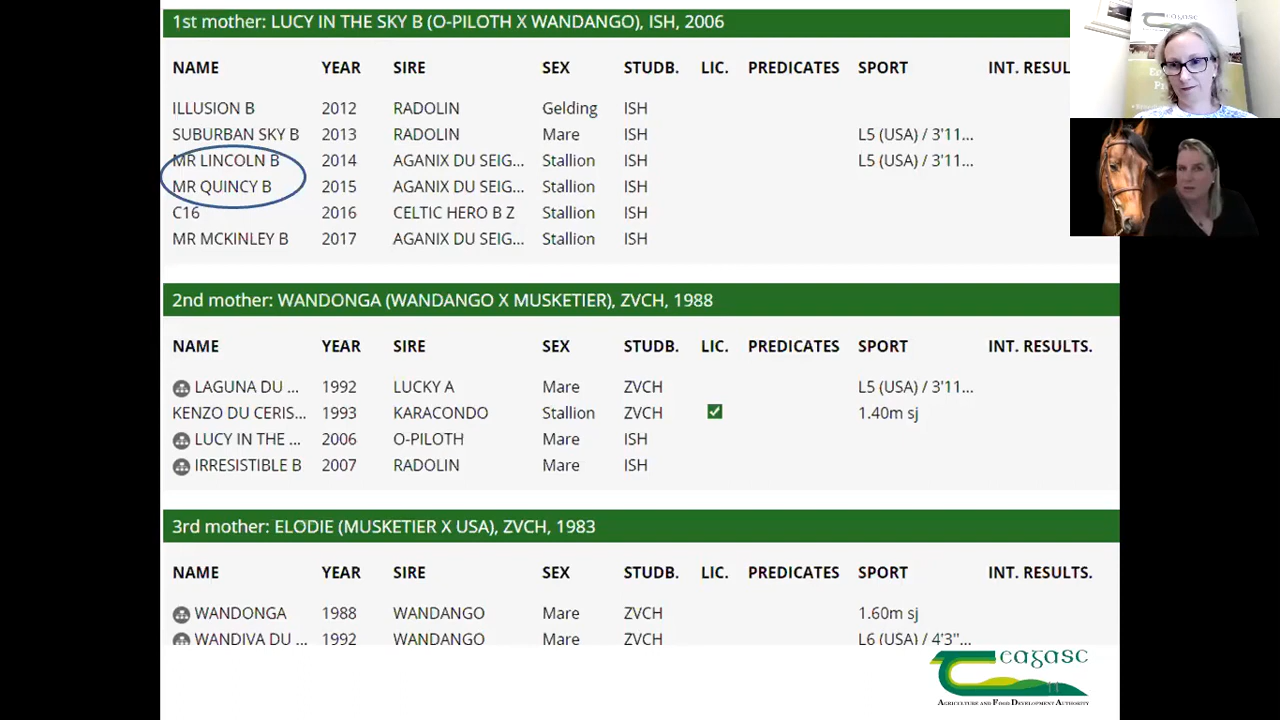 1st mother: LUCY IN THE SKY B (O-PILOTH X WANDANGO), ISH, 2006
NAME YEAR SIRE SEX STUDB. LIC. PREDICATES SPORT INT. RESUL
ILLUSION B 2012 RADOLIN Gelding ISH
SUBURBAN SKY B 2013 RADOLIN Mare ISH L5 (USA) / 3'11...
MR LINCOLN B 2014 AGANIX DU SEIG... Stallion ISH L5 (USA) / 3'11...
MR QUINCY B 2015 AGANIX DU SEIG... Stallion ISH
C16 2016 CELTIC HERO B Z Stallion ISH
MR MCKINLEY B 2017 AGANIX DU SEIG... Stallion ISH
2nd mother: WANDONGA (WANDANGO X MUSKETIER), ZVCH, 1988
NAME YEAR SIRE SEX STUDB. LIC. PREDICATES SPORT INT. RESULTS.
LAGUNA DU ... 1992 LUCKY A Mare ZVCH L5 (USA) / 3'11...
KENZO DU CERIS... 1993 KARACONDO Stallion ZVCH 1.40m sj
LUCY IN THE ... 2006 O-PILOTH Mare ISH
IRRESISTIBLE B 2007 RADOLIN Mare ISH
3rd mother: ELODIE (MUSKETIER X USA), ZVCH, 1983
NAME YEAR SIRE SEX STUDB. LIC. PREDICATES SPORT INT. RESULTS.
WANDONGA 1988 WANDANGO Mare ZVCH 1.60m sj
WANDIVA DU ... 1992 WANDANGO Mare ZVCH L6 (USA) / 4'3"...
teagasc
11
AGRICULTURE AND FOOD DEVELOPMENT AUTHORITY
teagasc